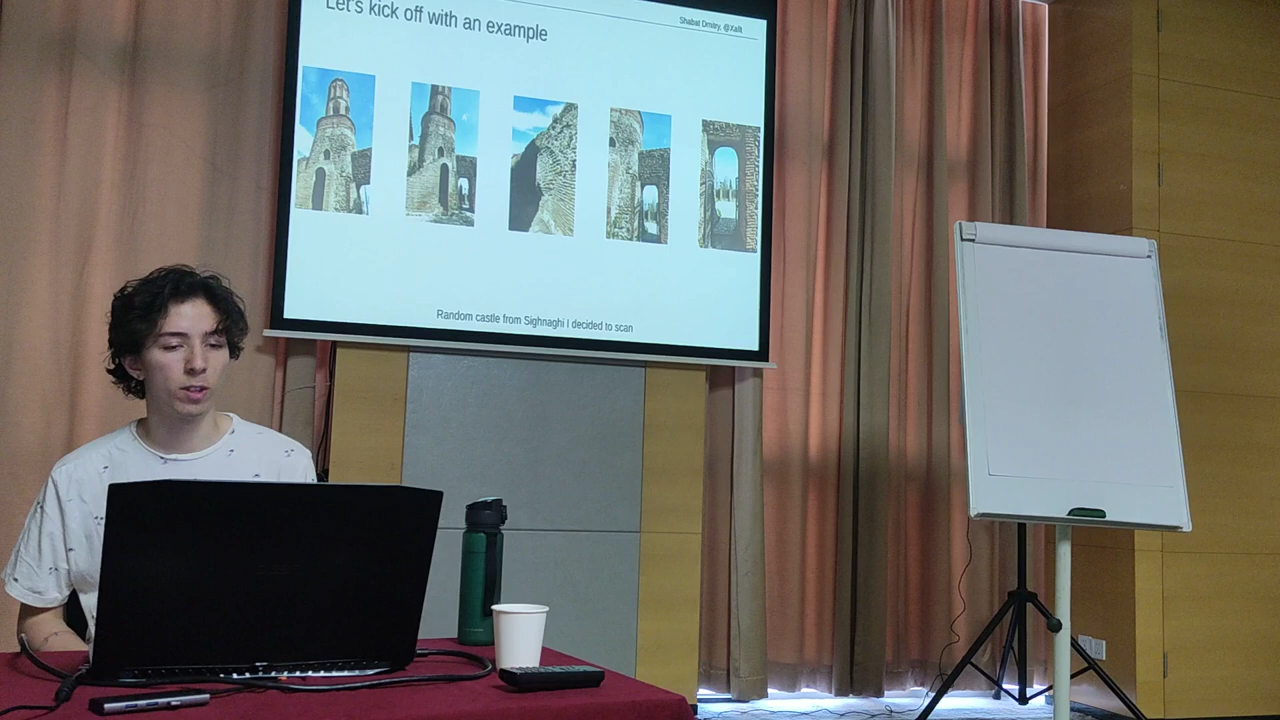 Let's kick off with an example
Shabat Dmitry, @Xallt
Random castle from Sighnaghi I decided to scan